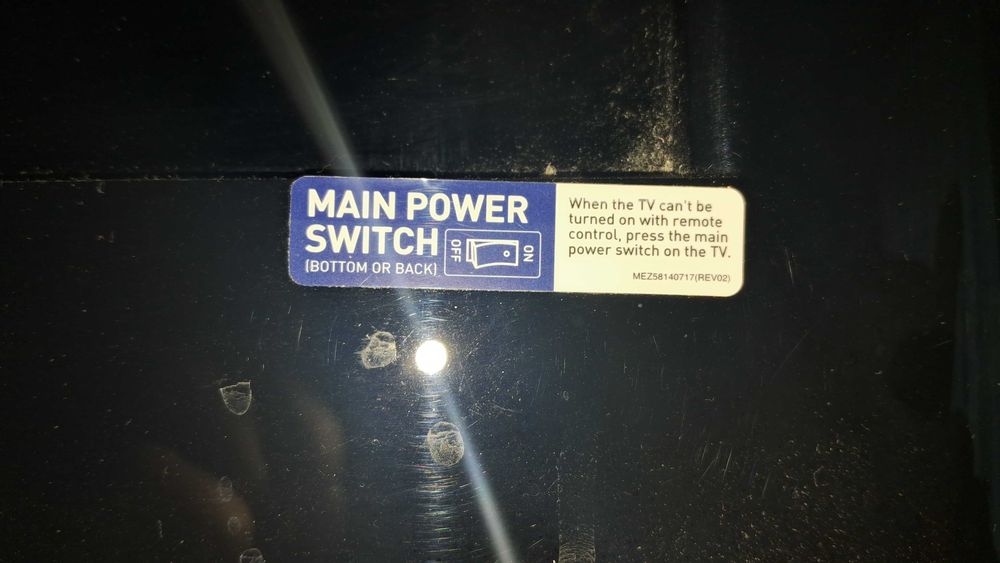 MAIN POWER
SWITCH
(BOTTOM OR BACK)
OFF
ON
When the TV can't be
turned on with remote
control, press the main
power switch on the TV.
MEZ58140717(REV02)